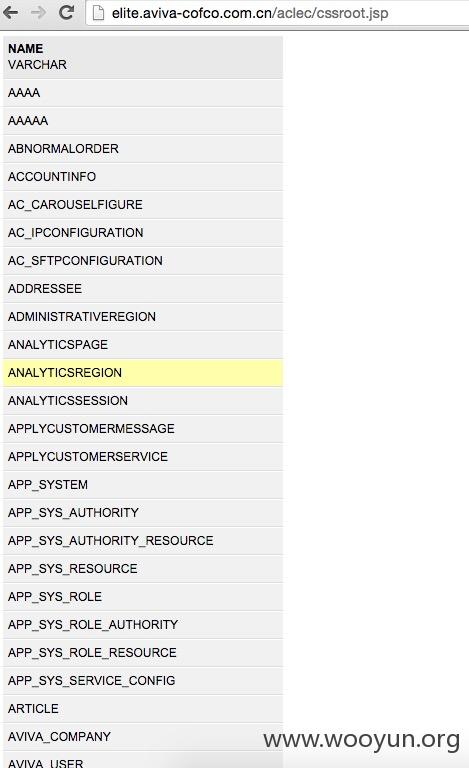 elite.aviva-cofco.com.cn/aclec/cssroot.jsp
NAME
VARCHAR
AAAA
AAAAA
ABNORMALORDER
ACCOUNTINFO
AC_CAROUSELFIGURE
AC_IPCONFIGURATION
AC_SFTPCONFIGURATION
ADDRESSEE
ADMINISTRATIVEREGION
ANALYTICSPAGE
ANALYTICSREGION
ANALYTICSSESSION
APPLYCUSTOMERMESSAGE
APPLYCUSTOMERSERVICE
APP_SYSTEM
APP_SYS_AUTHORITY
APP_SYS_AUTHORITY_RESOURCE
APP_SYS_RESOURCE
APP_SYS_ROLE
APP_SYS_ROLE_AUTHORITY
APP_SYS_ROLE_RESOURCE
APP_SYS_SERVICE_CONFIG
ARTICLE
AVIVA_COMPANY
AVIVA_USER
www.wooyun.org